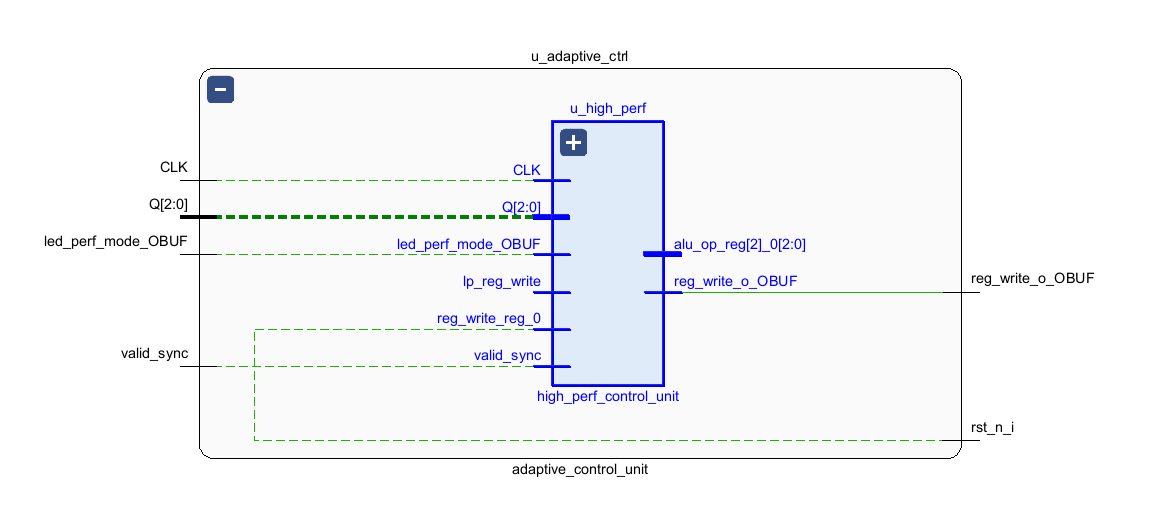 u_adaptive_ctrl
u_high_perf
CLK
CLK
Q[2:0]
Q[2:0]
led_perf_mode_OBUF
led_perf_mode_OBUF
alu_op_reg[2]_0[2:0]
lp_reg_write
reg_write_o_OBUF
reg_write_o_OBUF
reg_write_reg_0
valid_sync
valid_sync
high_perf_control_unit
rst_n_i
adaptive_control_unit